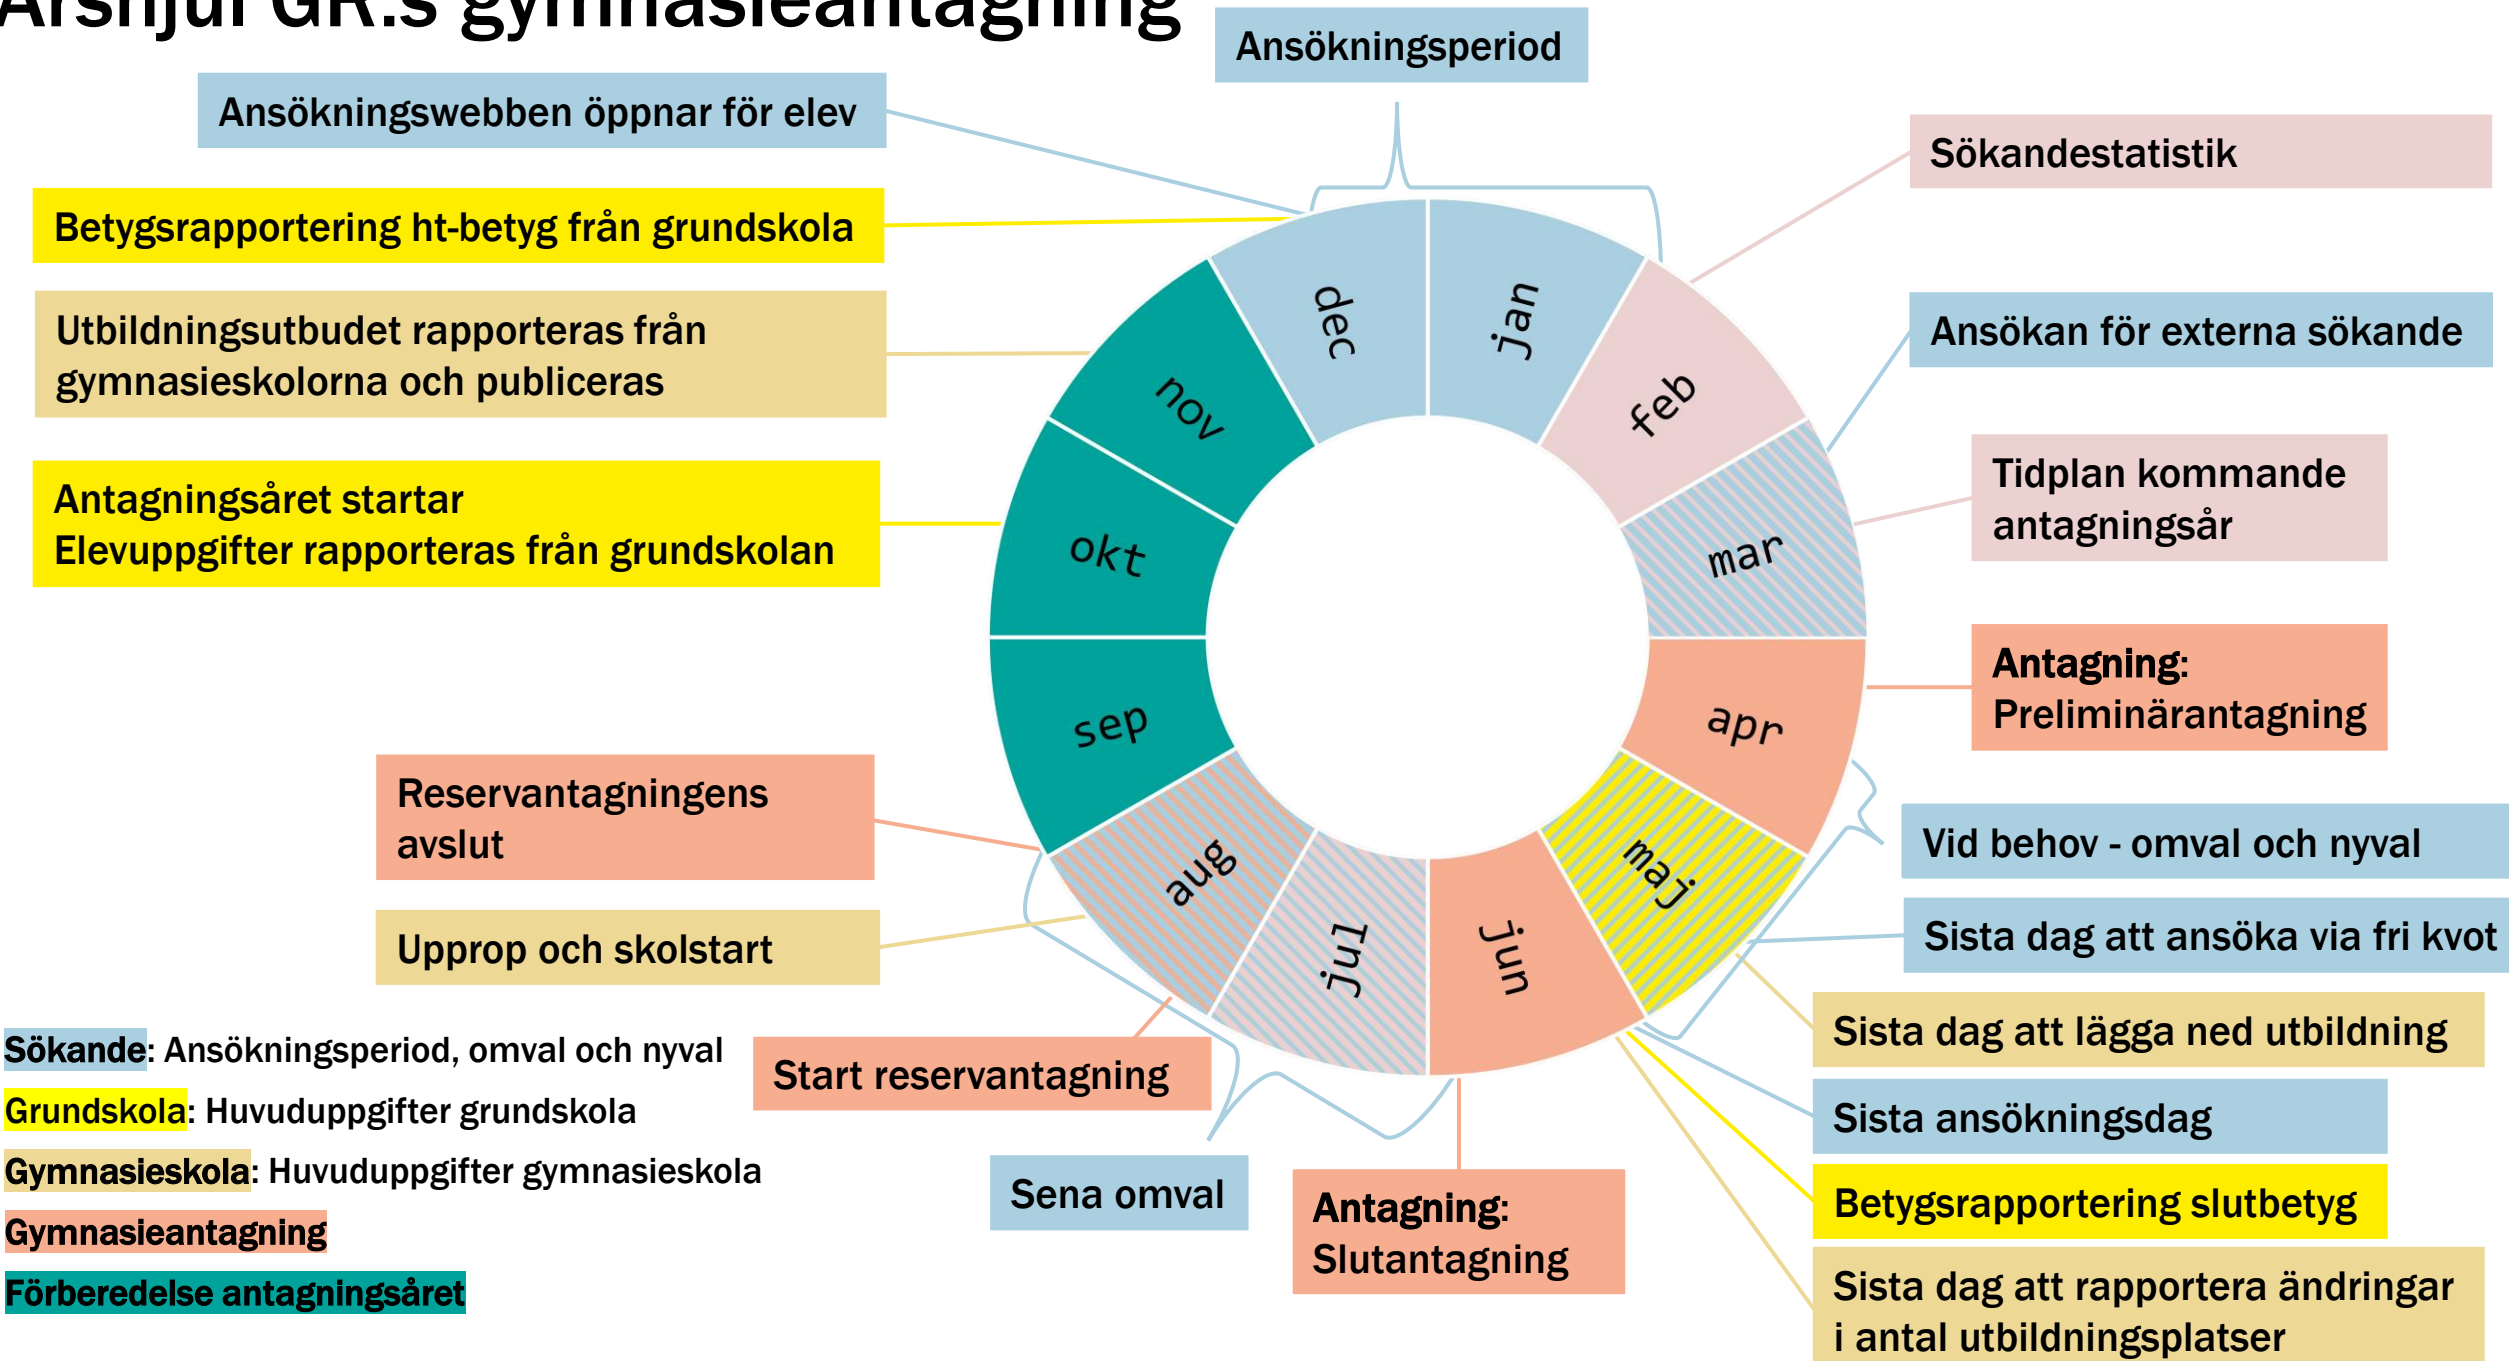 Årshjul GR:s gymnasieantagning
Ansökningsperiod
Ansökningswebben öppnar för elev
Betygsrapportering ht-betyg från grundskola
Utbildningsutbudet rapporteras från
gymnasieskolorna och publiceras
Antagningsåret startar
Elevuppgifter rapporteras från grundskolan
Sökandestatistik
Ansökan för externa sökande
Tidplan kommande
antagningsår
Antagning:
Preliminärantagning
Vid behov - omval och nyval
Sista dag att ansöka via fri kvot
Sista dag att lägga ned utbildning
Sista ansökningsdag
Betygsrapportering slutbetyg
Sista dag att rapportera ändringar
i antal utbildningsplatser
jan
feb
mar
apr
maj
jun
jul
aug
sep
okt
nov
dec
Reservantagningens
avslut
Upprop och skolstart
Start reservantagning
Sena omval
Antagning:
Slutantagning
Sökande: Ansökningsperiod, omval och nyval
Grundskola: Huvuduppgifter grundskola
Gymnasieskola: Huvuduppgifter gymnasieskola
Gymnasieantagning
Förberedelse antagningsåret